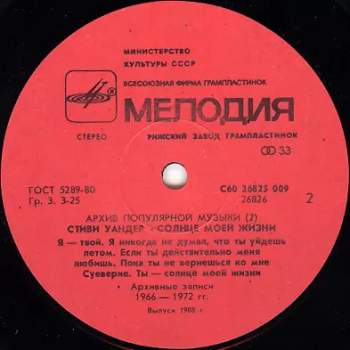 МИНИСТЕРСТВО
КУЛЬТУРЫ СССР
ВСЕСОЮЗНАЯ ФИРМА ГРАМПЛАСТИНОК
МЕЛОДИЯ
СТЕРЕО РИЖСКИЙ ЗАВОД ГРАМПЛАСТИНОК
33
ГОСТ 5289-80 С60 26825 009
Гр. 3. 3-25 26826 2
АРХИВ ПОПУЛЯРНОЙ МУЗЫКИ (2)
СТИВИ УАНДЕР · СОЛНЦЕ МОЕЙ ЖИЗНИ
Я — твой. Я никогда не думал, что ты уйдешь
летом. Если ты действительно меня
любишь. Пока ты не вернешься ко мне
Суеверие. Ты — солнце моей жизни
Архивные записи
1966 — 1972 гг.
Выпуск 1988 г.